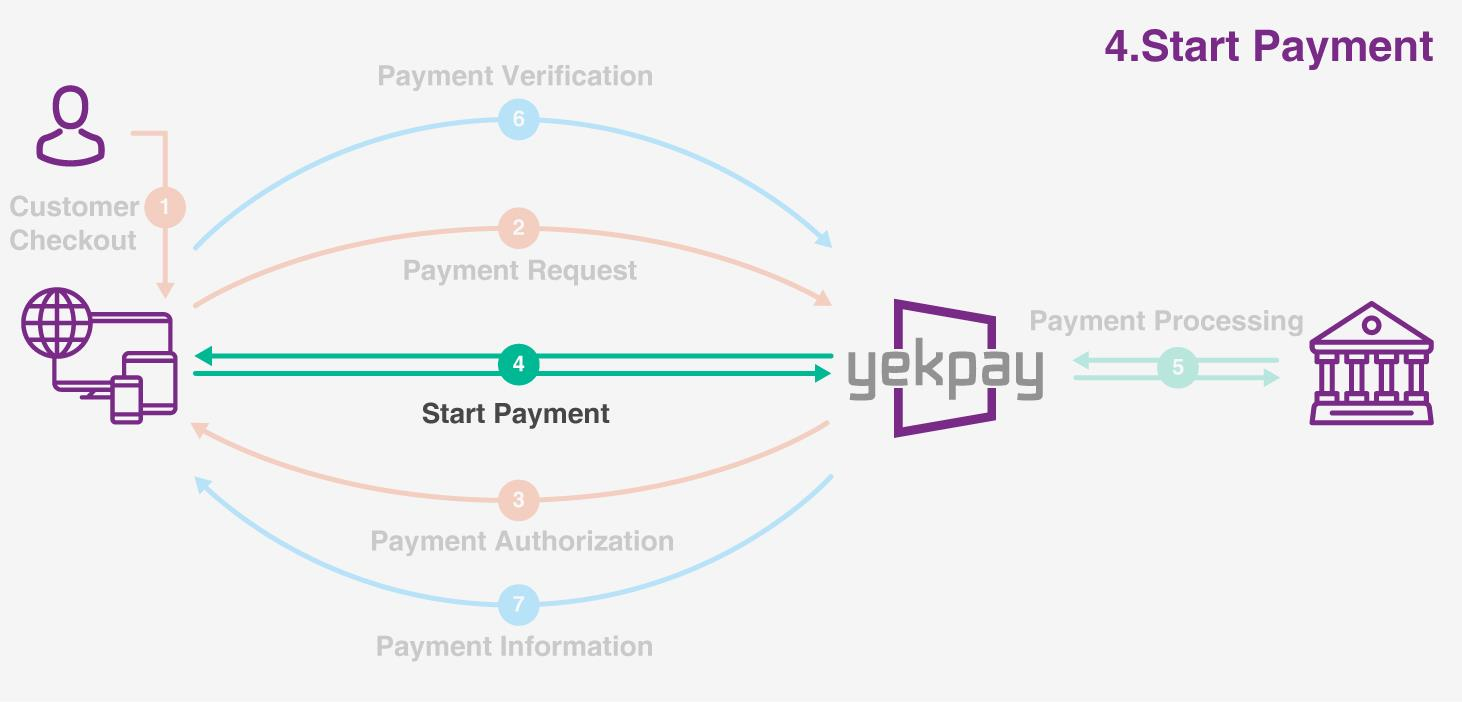 4.Start Payment
Payment Verification
6
Customer
Checkout
1
2
Payment Request
4
Start Payment
yekpay
Payment Processing
5
3
Payment Authorization
7
Payment Information